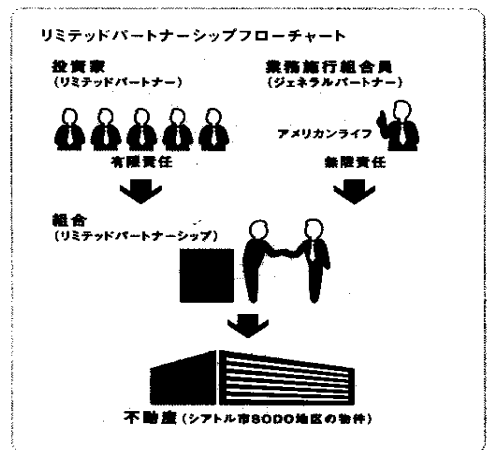 リミテッドパートナーシップフローチャート
投資家
(リミテッドパートナー)
有限責任
業務施行組合員
(ジェネラルパートナー)
アメリカンライフ
無限責任
組合
(リミテッドパートナーシップ)
不動産(シアトル市SODO地区の物件)